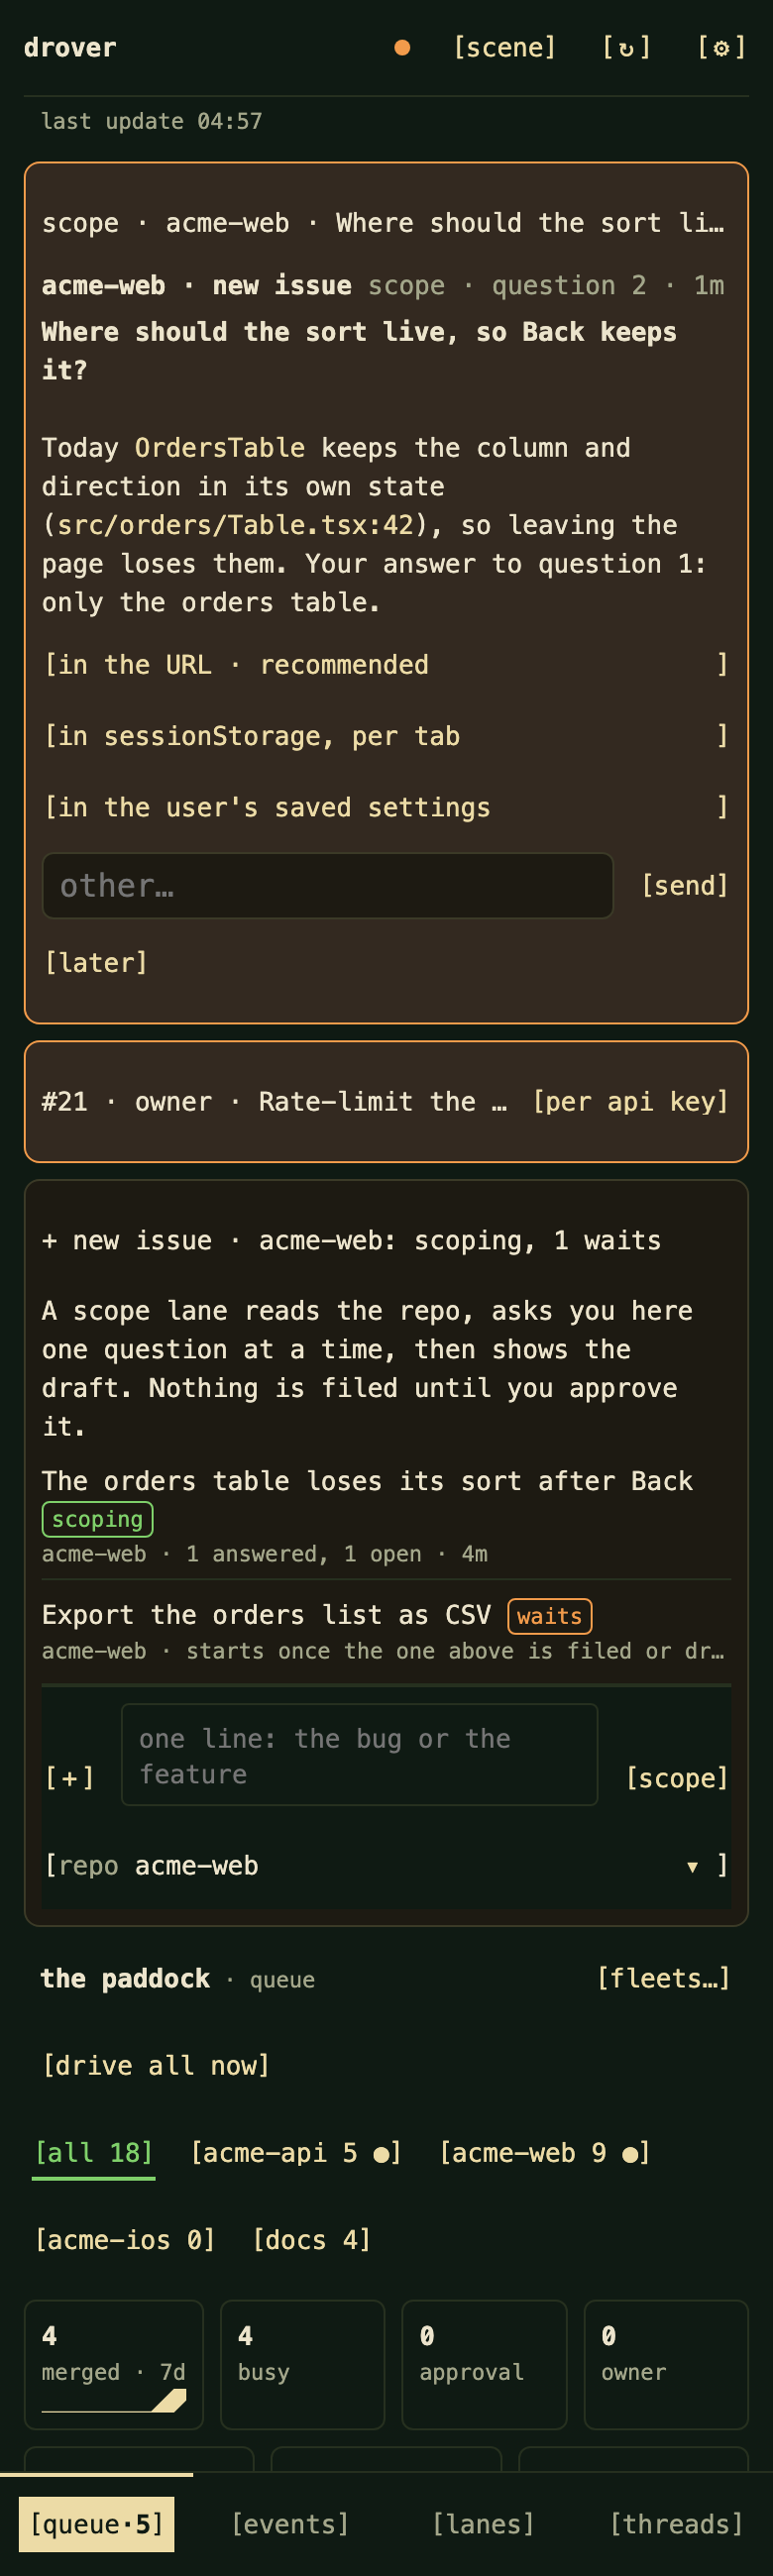 drover ● [scene] [↻] [⚙]
last update 04:57
scope · acme-web · Where should the sort li…
acme-web · new issue scope · question 2 · 1m
Where should the sort live, so Back keeps
it?
Today OrdersTable keeps the column and
direction in its own state
(src/orders/Table.tsx:42), so leaving the
page loses them. Your answer to question 1:
only the orders table.
[in the URL · recommended ]
[in sessionStorage, per tab ]
[in the user's saved settings ]
other… [send]
[later]
#21 · owner · Rate-limit the … [per api key]
+ new issue · acme-web: scoping, 1 waits
A scope lane reads the repo, asks you here
one question at a time, then shows the
draft. Nothing is filed until you approve
it.
The orders table loses its sort after Back
scoping
acme-web · 1 answered, 1 open · 4m
Export the orders list as CSV waits
acme-web · starts once the one above is filed or dr…
one line: the bug or the
feature
[+] [scope]
[repo acme-web ▾ ]
the paddock · queue [fleets…]
[drive all now]
[all 18] [acme-api 5 ●] [acme-web 9 ●]
[acme-ios 0] [docs 4]
4 4 0 0
merged · 7d busy approval owner
[queue·5] [events] [lanes] [threads]